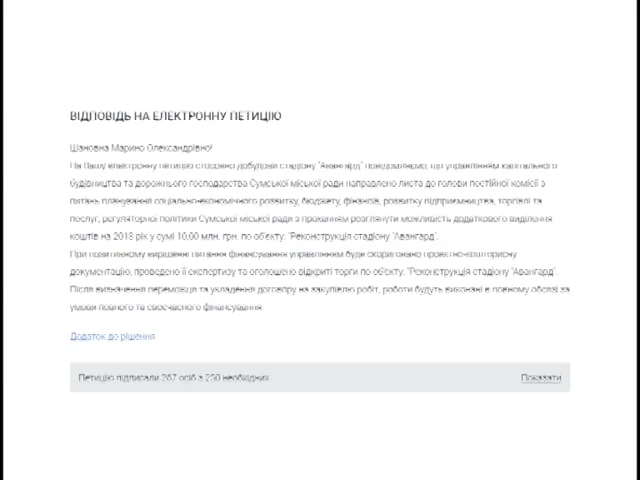 ВІДПОВІДЬ НА ЕЛЕКТРОННУ ПЕТИЦІЮ
Шановна Марино Олександрівно!
На Вашу електронну петицію стосовно добудови стадіону "Авангард" повідомляємо, що управлінням капітального
будівництва та дорожнього господарства Сумської міської ради направлено листа до голови постійної комісії з
питань планування соціально-економічного розвитку, бюджету, фінансів, розвитку підприємництва, торгівлі та
послуг, регуляторної політики Сумської міської ради з проханням розглянути можливість додаткового виділення
коштів на 2018 рік у сумі 10,00 млн. грн. по об'єкту: "Реконструкція стадіону "Авангард".
При позитивному вирішенні питання фінансування управлінням буде скориговано проектно-кошторисну
документацію, проведено її експертизу та оголошено відкриті торги по об'єкту: "Реконструкція стадіону "Авангард".
Після визначення переможця та укладення договору на закупівлю робіт, роботи будуть виконані в повному обсязі за
умови повного та своєчасного фінансування.
Додаток до рішення
Петицію підписали 267 осіб з 250 необхідних
Показати